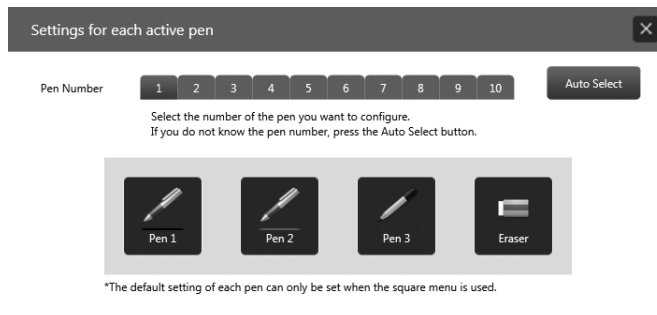 Settings for each active pen
Pen Number 1 2 3 4 5 6 7 8 9 10 Auto Select
Select the number of the pen you want to configure.
If you do not know the pen number, press the Auto Select button.
Pen 1 Pen 2 Pen 3 Eraser
*The default setting of each pen can only be set when the square menu is used.